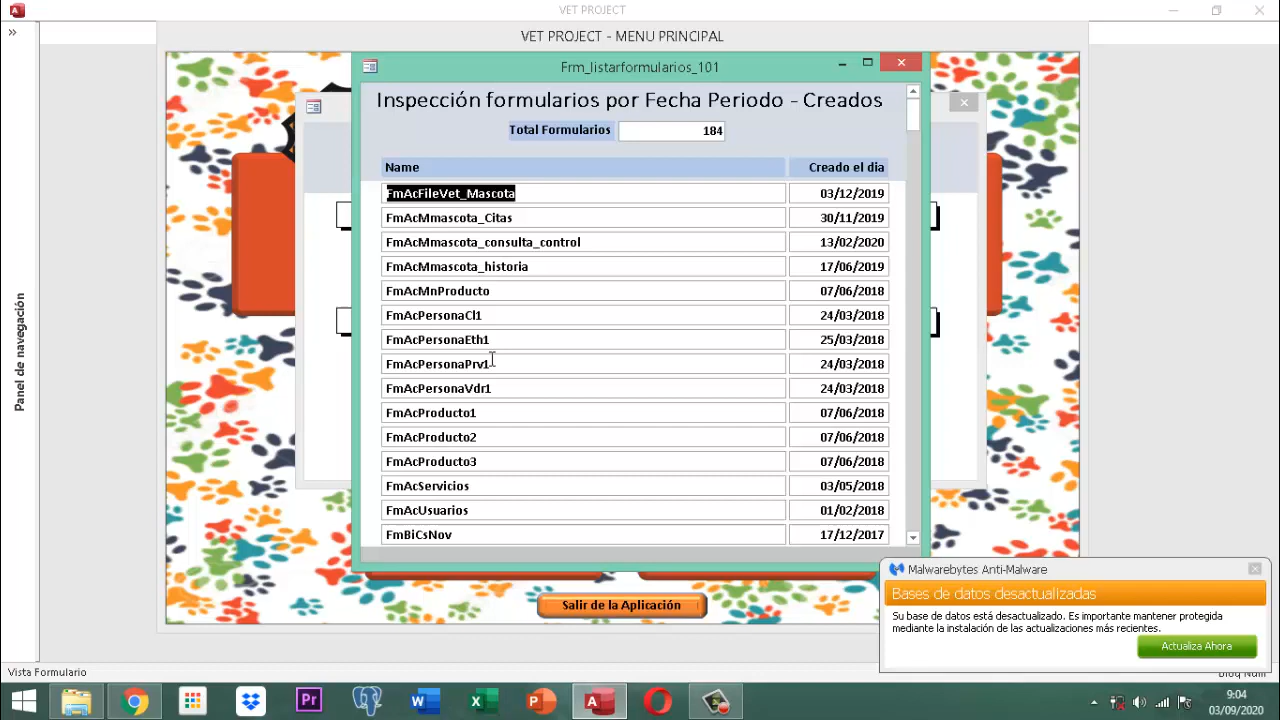 VET PROJECT
VET PROJECT - MENU PRINCIPAL
Frm_listarformularios_101
Inspección formularios por Fecha Periodo - Creados
Total Formularios 184
Name Creado el dia
FmAcFileVet_Mascota 03/12/2019
FmAcMmascota_Citas 30/11/2019
FmAcMmascota_consulta_control 13/02/2020
FmAcMmascota_historia 17/06/2019
FmAcMnProducto 07/06/2018
FmAcPersonaCl1 24/03/2018
FmAcPersonaEth1 25/03/2018
FmAcPersonaPrv1 24/03/2018
FmAcPersonaVdr1 24/03/2018
FmAcProducto1 07/06/2018
FmAcProducto2 07/06/2018
FmAcProducto3 07/06/2018
FmAcServicios 03/05/2018
FmAcUsuarios 01/02/2018
FmBiCsNov 17/12/2017
Panel de navegación
Salir de la Aplicación
Malwarebytes Anti-Malware
Bases de datos desactualizadas
Su base de datos está desactualizado. Es importante mantener protegida
mediante la instalación de las actualizaciones más recientes.
Actualiza Ahora
Vista Formulario
Bloq Núm
Pr
9:04
03/09/2020